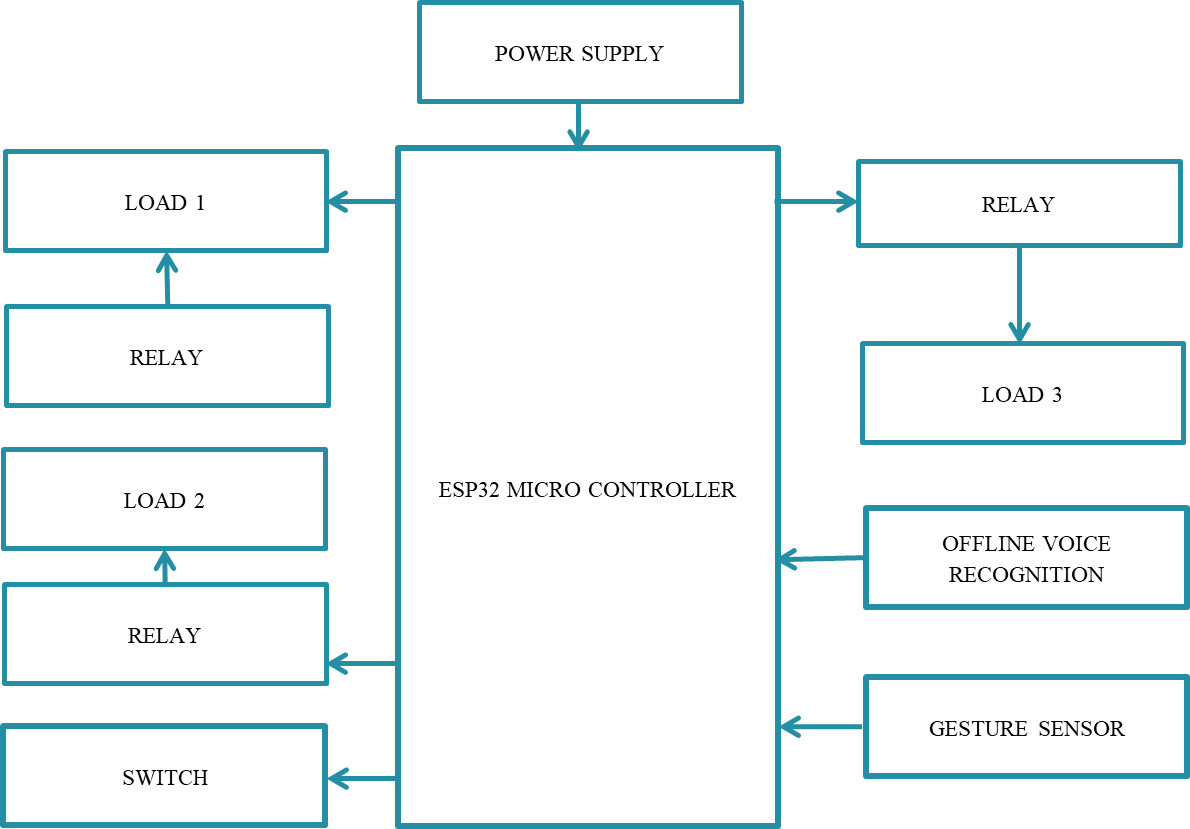 POWER SUPPLY
LOAD 1
RELAY
RELAY
LOAD 3
LOAD 2
ESP32 MICRO CONTROLLER
OFFLINE VOICE
RECOGNITION
RELAY
GESTURE SENSOR
SWITCH